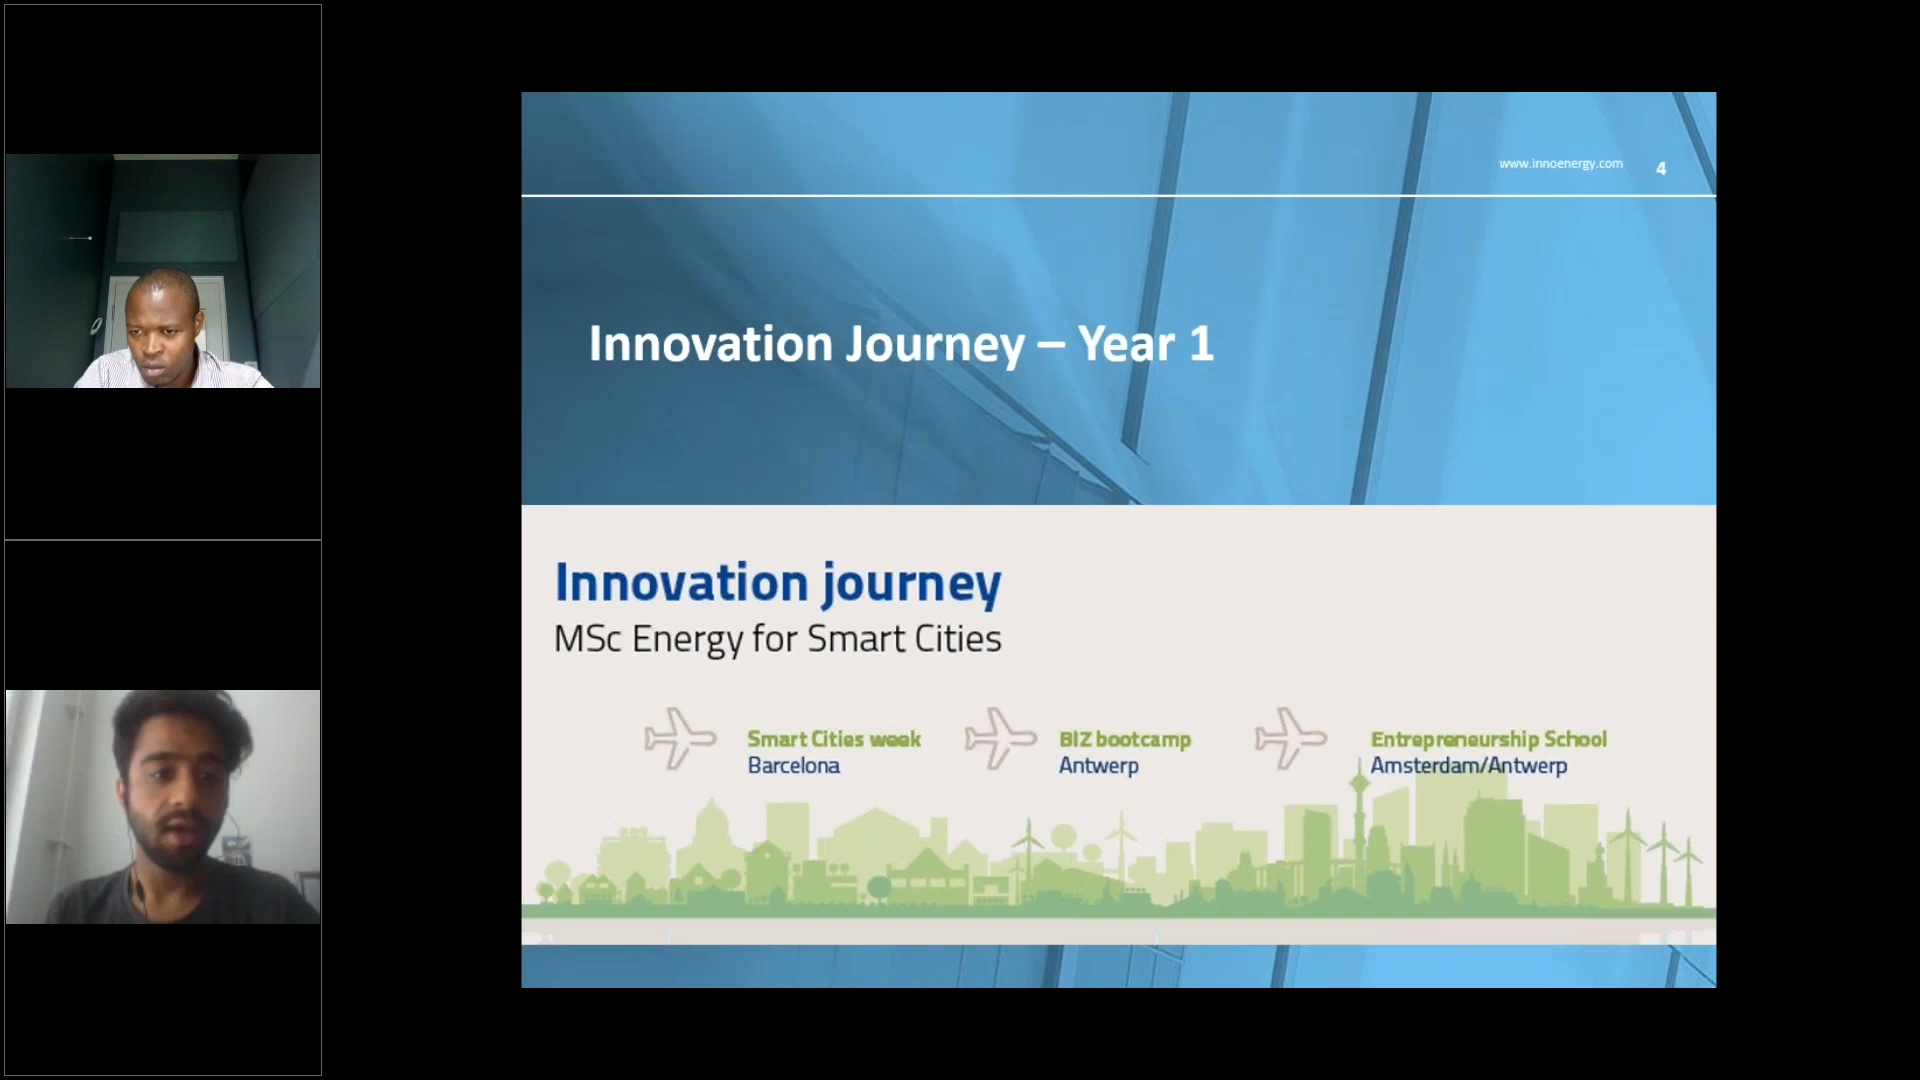 www.innoenergy.com 4
Innovation Journey – Year 1
Innovation journey
MSc Energy for Smart Cities
Smart Cities week
Barcelona
BIZ bootcamp
Antwerp
Entrepreneurship School
Amsterdam/Antwerp